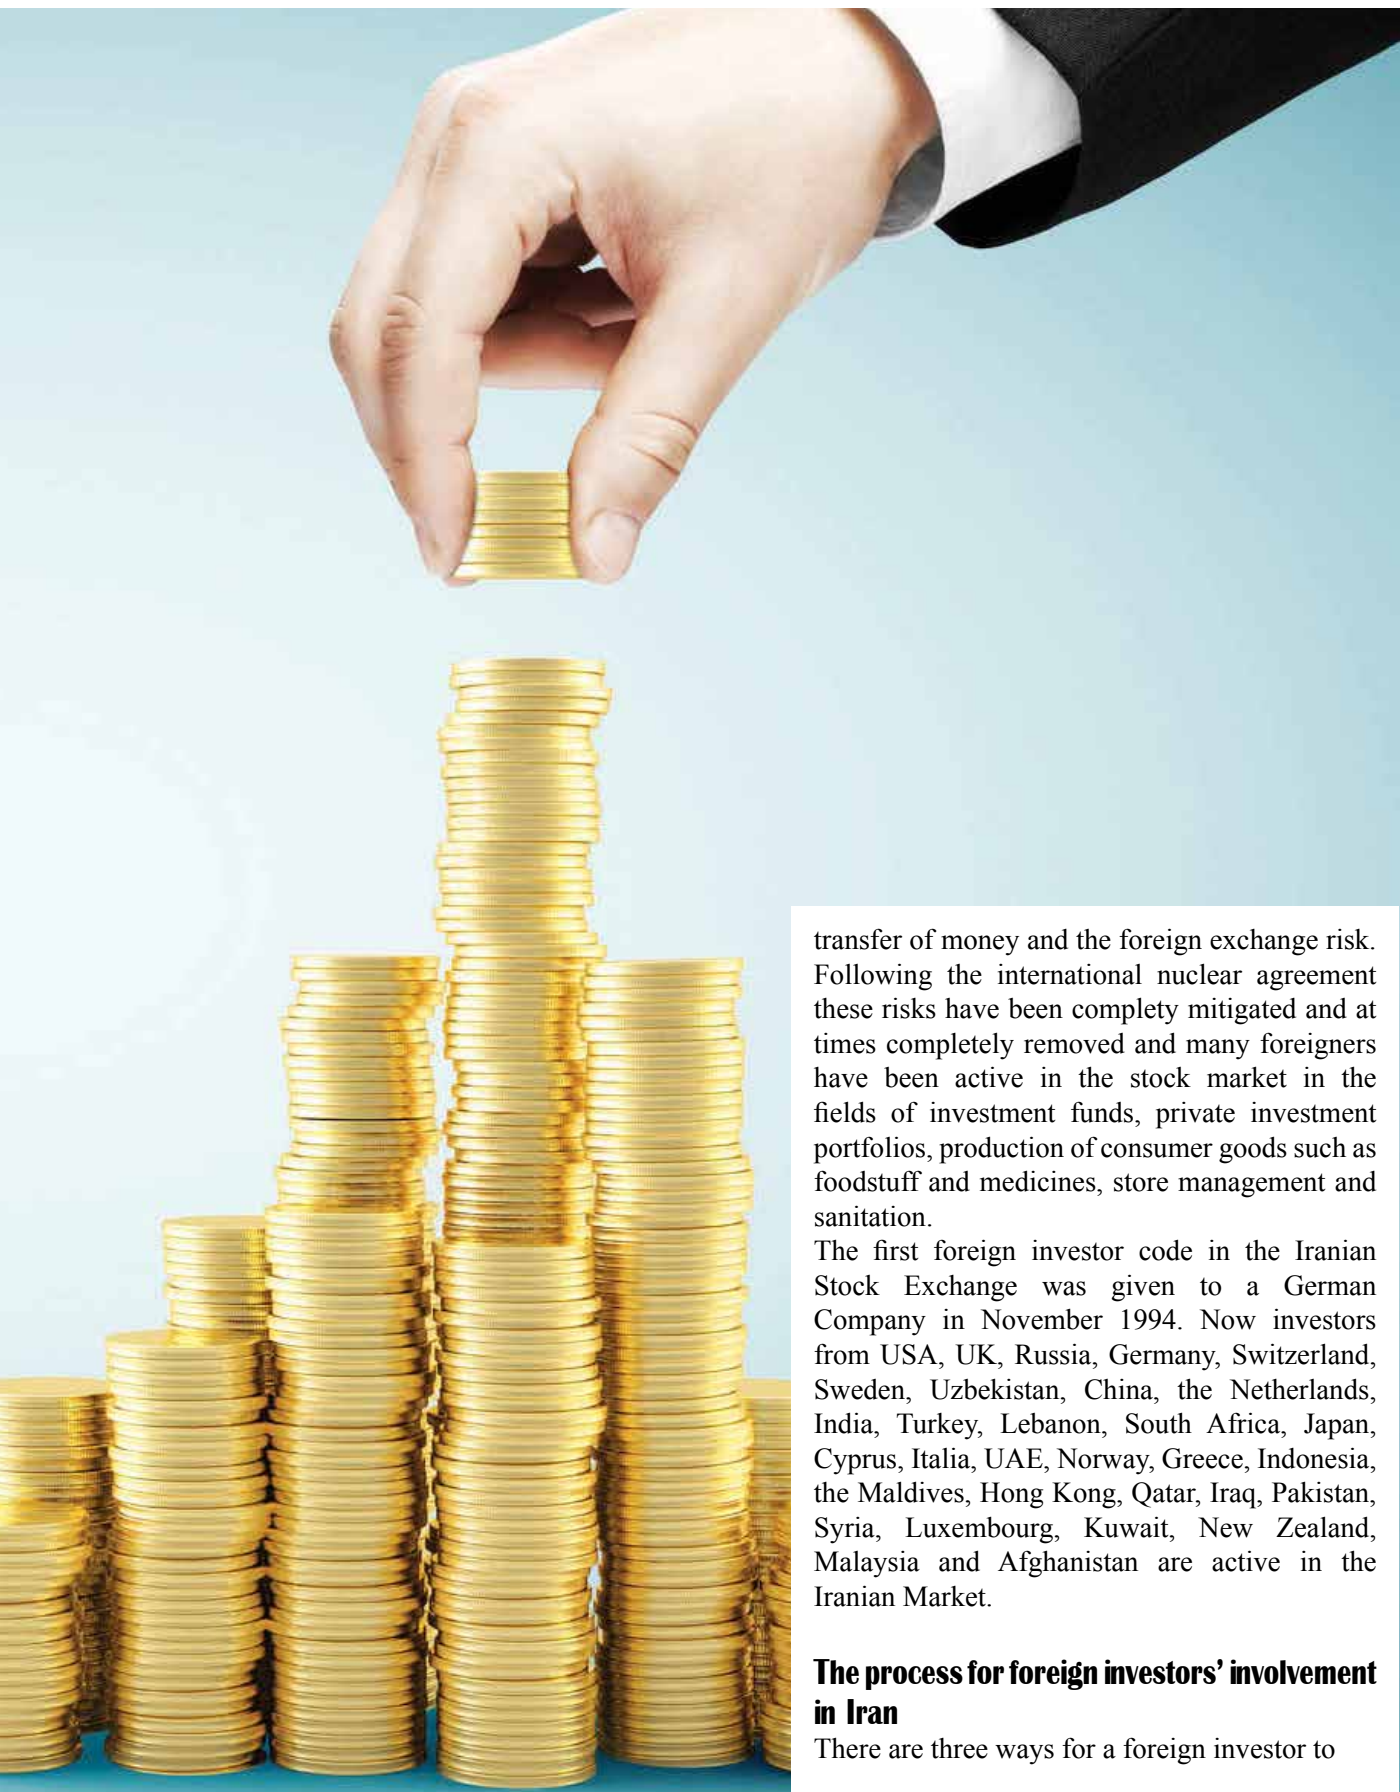 transfer of money and the foreign exchange risk.
Following the international nuclear agreement
these risks have been complety mitigated and at
times completely removed and many foreigners
have been active in the stock market in the
fields of investment funds, private investment
portfolios, production of consumer goods such as
foodstuff and medicines, store management and
sanitation.
The first foreign investor code in the Iranian
Stock Exchange was given to a German
Company in November 1994. Now investors
from USA, UK, Russia, Germany, Switzerland,
Sweden, Uzbekistan, China, the Netherlands,
India, Turkey, Lebanon, South Africa, Japan,
Cyprus, Italia, UAE, Norway, Greece, Indonesia,
the Maldives, Hong Kong, Qatar, Iraq, Pakistan,
Syria, Luxembourg, Kuwait, New Zealand,
Malaysia and Afghanistan are active in the
Iranian Market.
The process for foreign investors’ involvement
in Iran
There are three ways for a foreign investor to